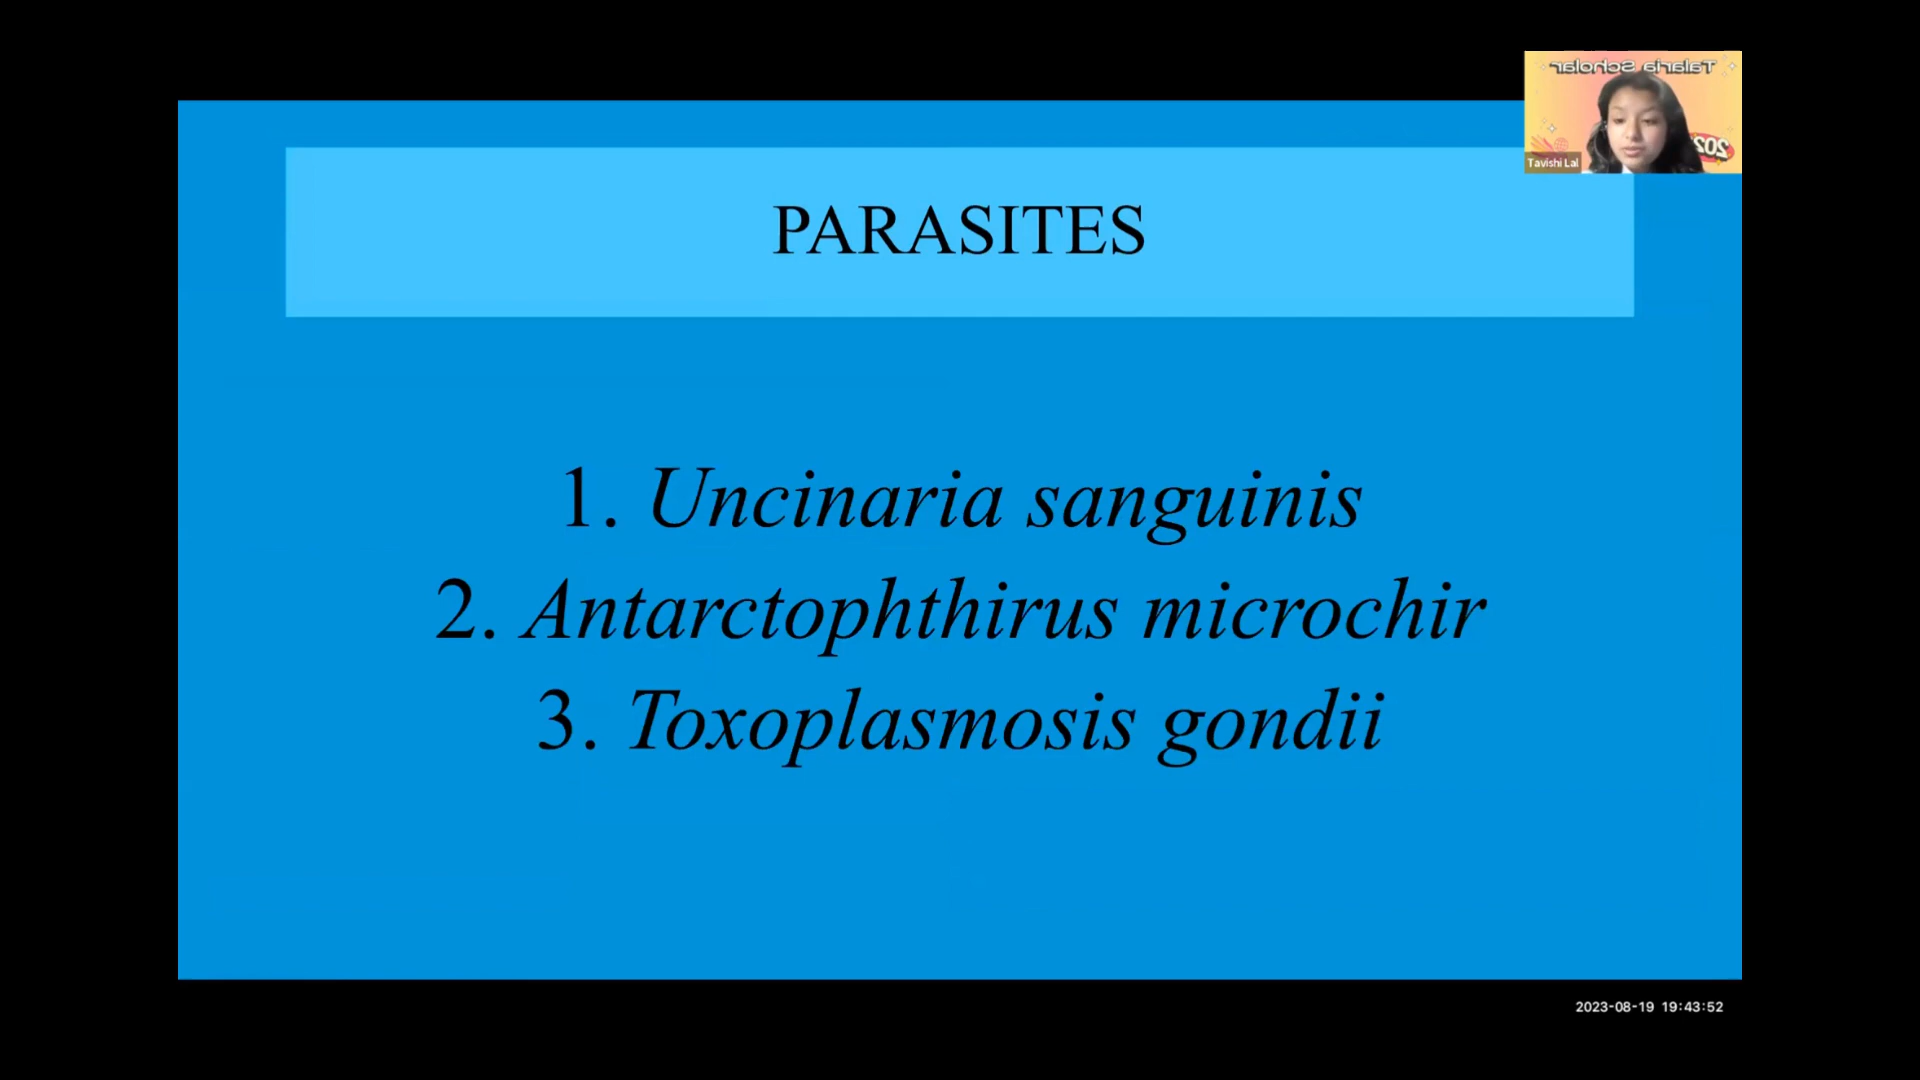 Talaria Scholar
202
Tavishi Lal
PARASITES
1. Uncinaria sanguinis
2. Antarctophthirus microchir
3. Toxoplasmosis gondii
2023-08-19 19:43:52